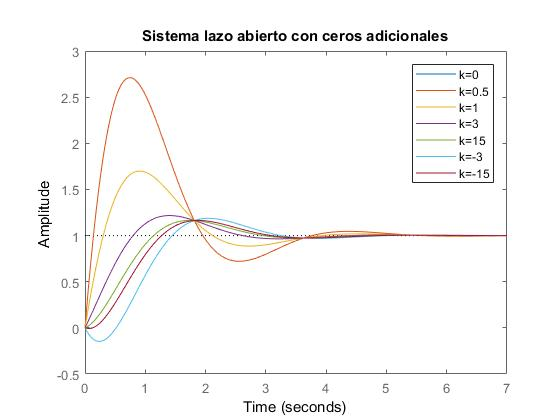 Sistema lazo abierto con ceros adicionales
3
2.5
2
1.5
1
0.5
0
-0.5
Amplitude
k=0
k=0.5
k=1
k=3
k=15
k=-3
k=-15
0 1 2 3 4 5 6 7
Time (seconds)